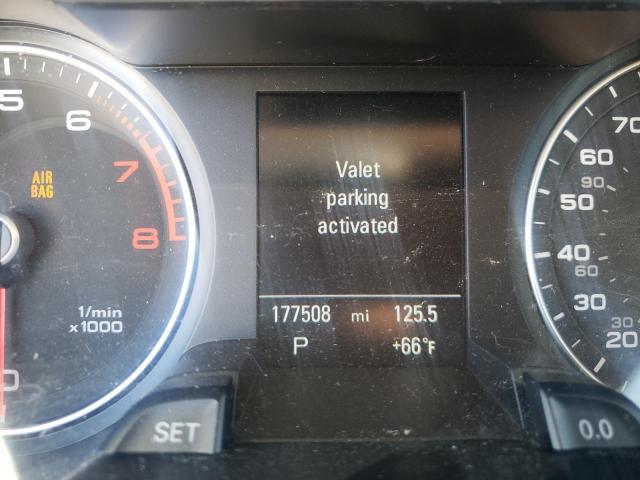 5
6
7
8
AIR
BAG
1/min
x1000
0
Valet
parking
activated
177508 mi 125.5
P +66°F
SET
70
60
90
50
40
60
30
30
20
0.0